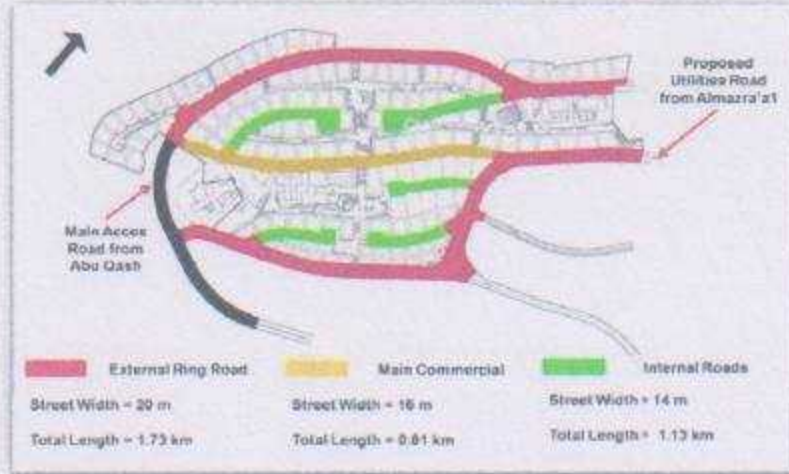 Proposed
Utilities Road
from Almazra'a1
Main Acces
Road from
Abu Qash
External Ring Road
Main Commercial
Internal Roads
Street Width = 20 m
Street Width = 16 m
Street Width = 14 m
Total Length = 1.73 km
Total Length = 0.81 km
Total Length = 1.13 km